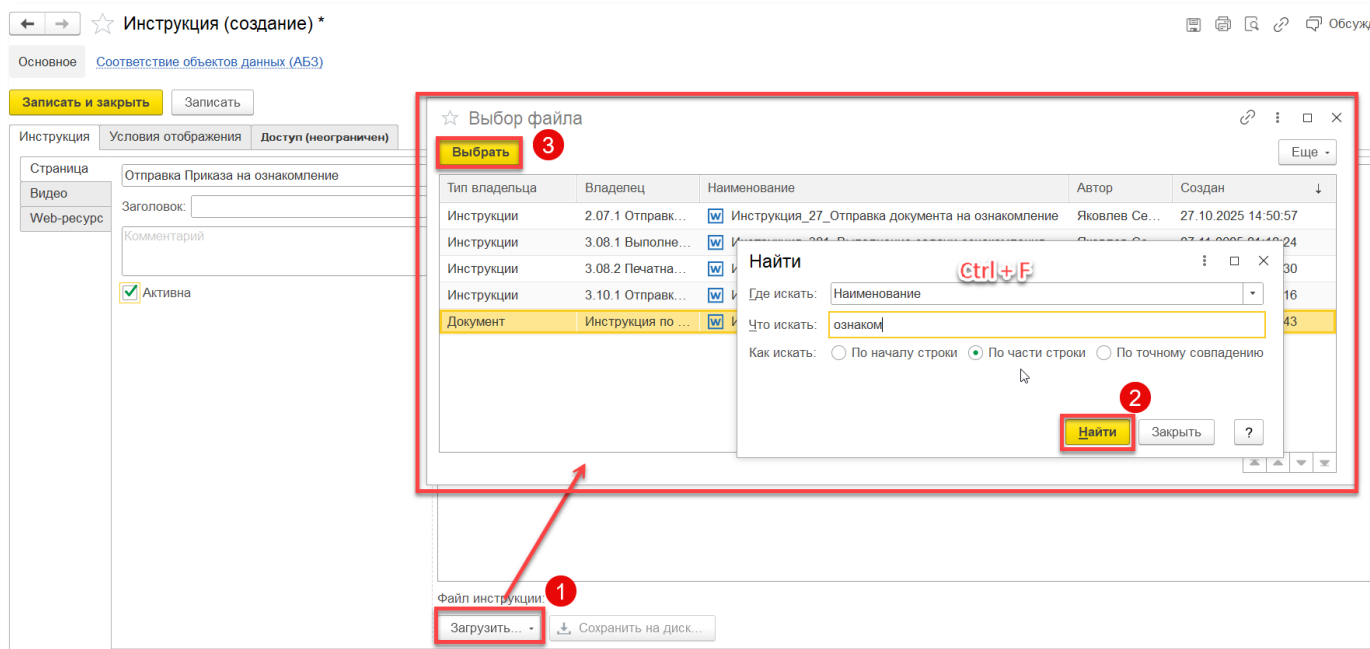 Инструкция (создание) *
Основное Соответствие объектов данных (АБЗ)
Записать и закрыть Записать
Инструкция Условия отображения Доступ (неограничен)
Страница
Видео
Web-ресурс
Отправка Приказа на ознакомление
Заголовок:
Комментарий
Активна
Выбор файла
Выбрать 3 Еще
Тип владельца Владелец Наименование Автор Создан ↓
Инструкции 2.07.1 Отправк... Инструкция_27_Отправка документа на ознакомление Яковлев Се... 27.10.2025 14:50:57
Инструкции 3.08.1 Выполне...
Инструкции 3.08.2 Печатна... 30
Инструкции 3.10.1 Отправк... 16
Документ Инструкция по ... 43
Найти
Ctrl + F
Где искать: Наименование
Что искать: ознаком
Как искать: По началу строки По части строки По точному совпадению
2
Найти Закрыть ?
Файл инструкции:
1
Загрузить... Сохранить на диск...